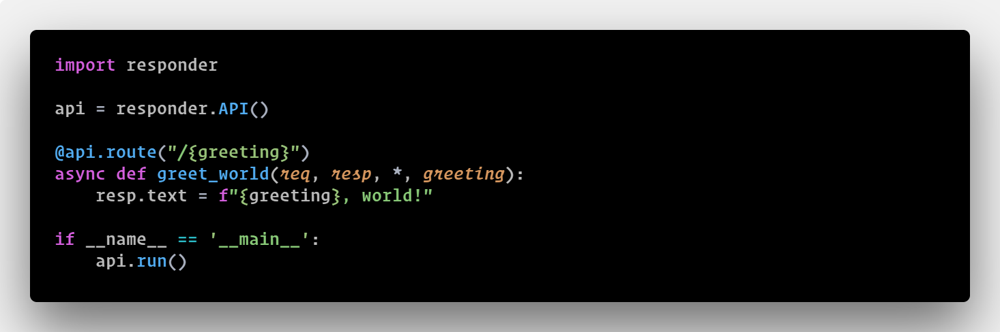 import responder

api = responder.API()

@api.route("/{greeting}")
async def greet_world(req, resp, *, greeting):
    resp.text = f"{greeting}, world!"

if __name__ == '__main__':
    api.run()